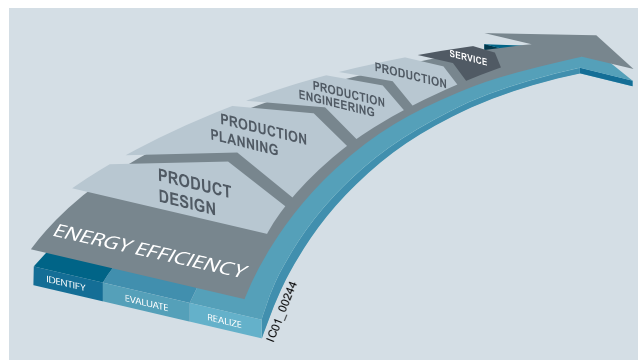 SERVICE
PRODUCTION
PRODUCTION
ENGINEERING
PRODUCTION
PLANNING
PRODUCT
DESIGN
ENERGY EFFICIENCY
IDENTIFY
EVALUATE
REALIZE
IC01_00244